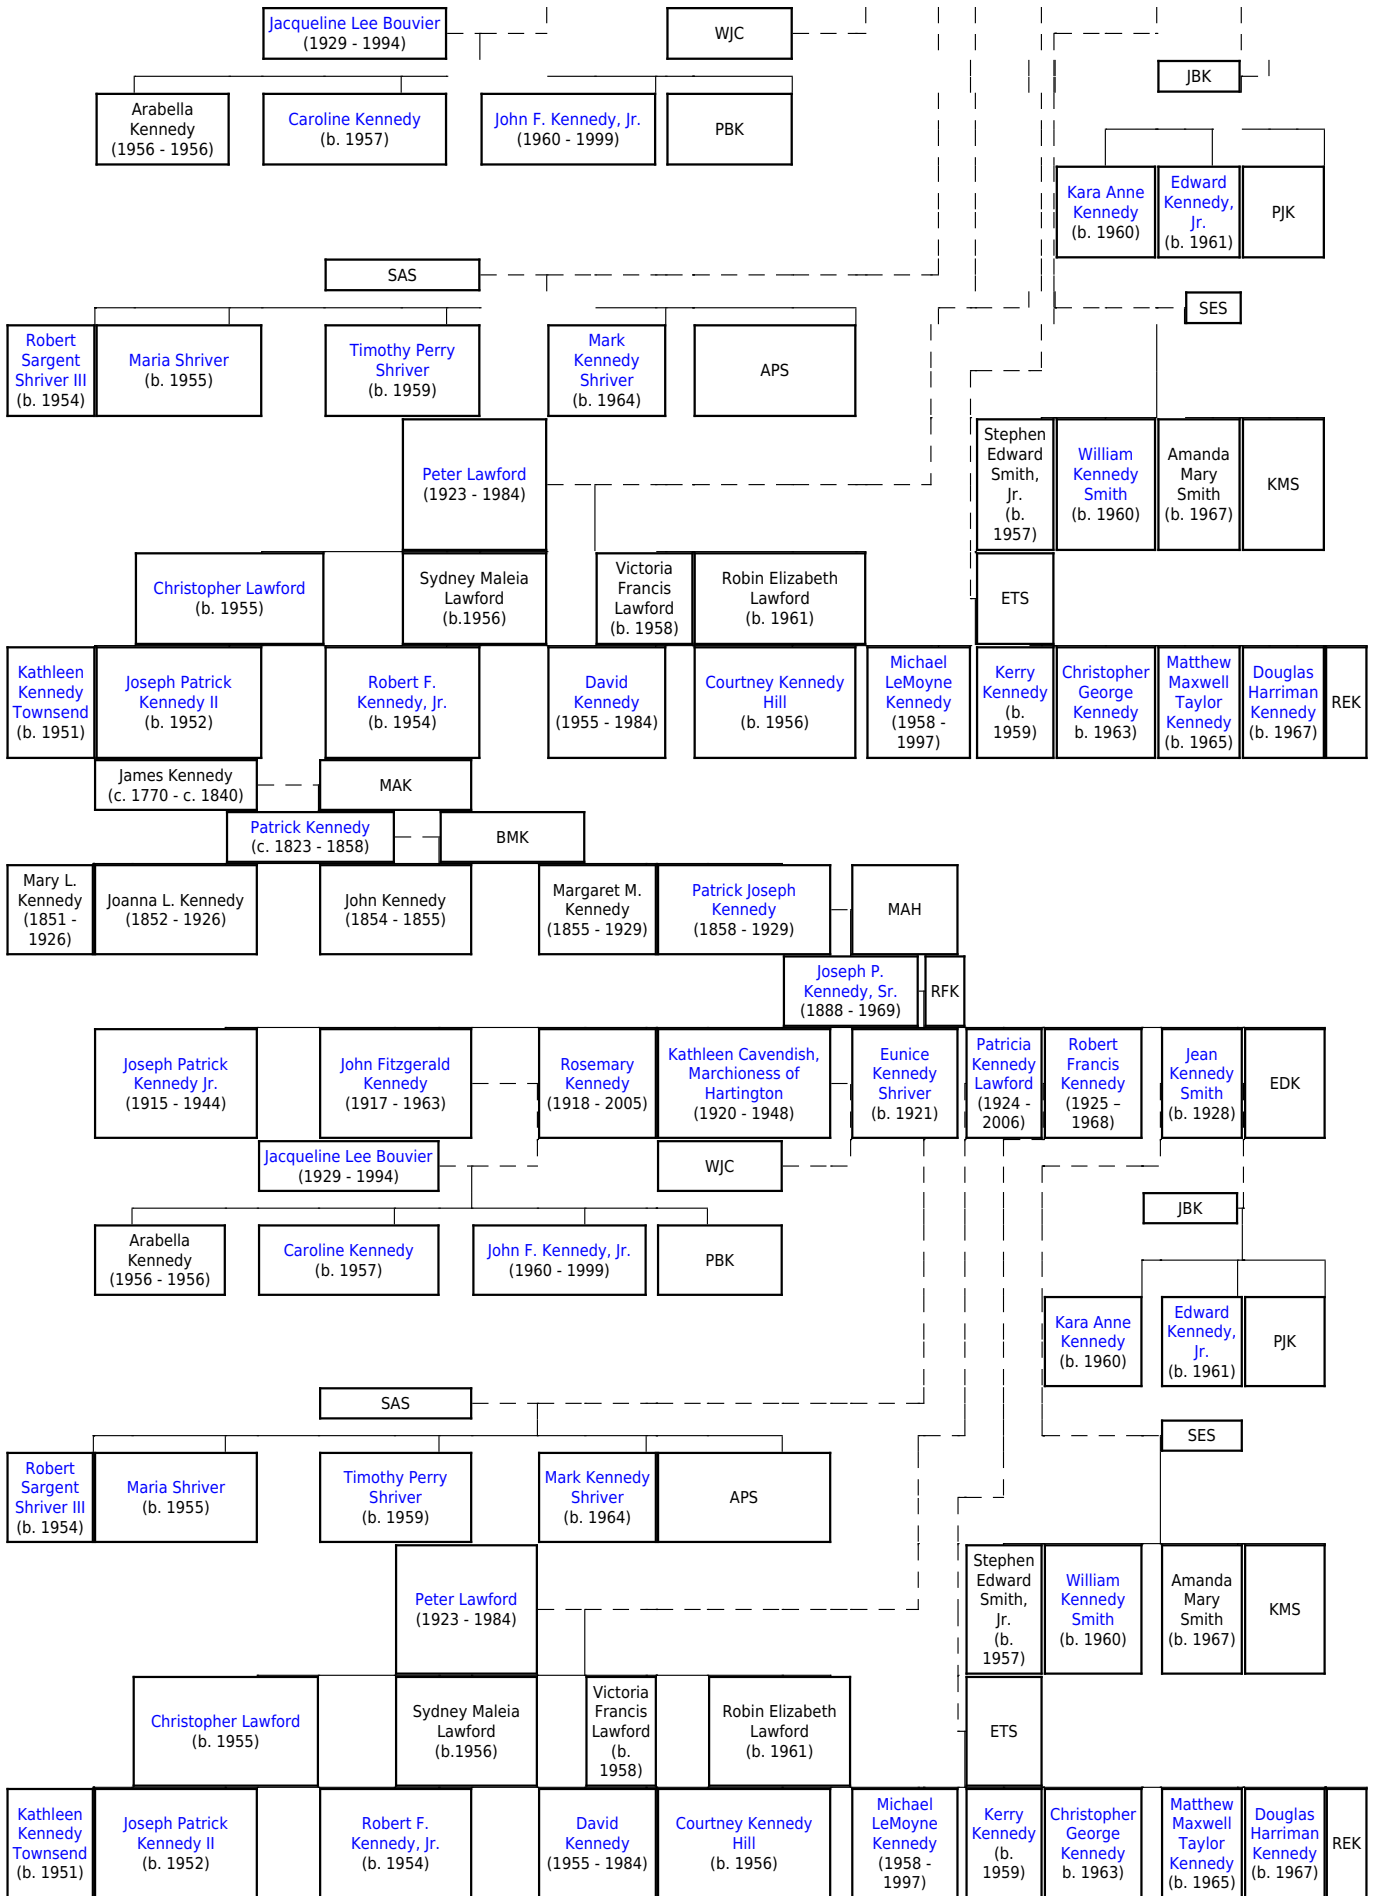 Jacqueline Lee Bouvier
(1929 - 1994)
WJC
JBK
Arabella
Kennedy
(1956 - 1956)
Caroline Kennedy
(b. 1957)
John F. Kennedy, Jr.
(1960 - 1999)
PBK
Kara Anne
Kennedy
(b. 1960)
Edward
Kennedy,
Jr.
(b. 1961)
PJK
SAS
SES
Robert
Sargent
Shriver III
(b. 1954)
Maria Shriver
(b. 1955)
Timothy Perry
Shriver
(b. 1959)
Mark
Kennedy
Shriver
(b. 1964)
APS
Peter Lawford
(1923 - 1984)
Stephen
Edward
Smith,
Jr.
(b.
1957)
William
Kennedy
Smith
(b. 1960)
Amanda
Mary
Smith
(b. 1967)
KMS
Christopher Lawford
(b. 1955)
Sydney Maleia
Lawford
(b.1956)
Victoria
Francis
Lawford
(b. 1958)
Robin Elizabeth
Lawford
(b. 1961)
ETS
Kathleen
Kennedy
Townsend
(b. 1951)
Joseph Patrick
Kennedy II
(b. 1952)
Robert F.
Kennedy, Jr.
(b. 1954)
David
Kennedy
(1955 - 1984)
Courtney Kennedy
Hill
(b. 1956)
Michael
LeMoyne
Kennedy
(1958 -
1997)
Kerry
Kennedy
(b.
1959)
Christopher
George
Kennedy
b. 1963)
Matthew
Maxwell
Taylor
Kennedy
(b. 1965)
Douglas
Harriman
Kennedy
(b. 1967)
REK
James Kennedy
(c. 1770 - c. 1840)
MAK
Patrick Kennedy
(c. 1823 - 1858)
BMK
Mary L.
Kennedy
(1851 -
1926)
Joanna L. Kennedy
(1852 - 1926)
John Kennedy
(1854 - 1855)
Margaret M.
Kennedy
(1855 - 1929)
Patrick Joseph
Kennedy
(1858 - 1929)
MAH
Joseph P.
Kennedy, Sr.
(1888 - 1969)
RFK
Joseph Patrick
Kennedy Jr.
(1915 - 1944)
John Fitzgerald
Kennedy
(1917 - 1963)
Rosemary
Kennedy
(1918 - 2005)
Kathleen Cavendish,
Marchioness of
Hartington
(1920 - 1948)
Eunice
Kennedy
Shriver
(b. 1921)
Patricia
Kennedy
Lawford
(1924 -
2006)
Robert
Francis
Kennedy
(1925 –
1968)
Jean
Kennedy
Smith
(b. 1928)
EDK
Jacqueline Lee Bouvier
(1929 - 1994)
WJC
JBK
Arabella
Kennedy
(1956 - 1956)
Caroline Kennedy
(b. 1957)
John F. Kennedy, Jr.
(1960 - 1999)
PBK
Kara Anne
Kennedy
(b. 1960)
Edward
Kennedy,
Jr.
(b. 1961)
PJK
SAS
SES
Robert
Sargent
Shriver III
(b. 1954)
Maria Shriver
(b. 1955)
Timothy Perry
Shriver
(b. 1959)
Mark Kennedy
Shriver
(b. 1964)
APS
Peter Lawford
(1923 - 1984)
Stephen
Edward
Smith,
Jr.
(b.
1957)
William
Kennedy
Smith
(b. 1960)
Amanda
Mary
Smith
(b. 1967)
KMS
Christopher Lawford
(b. 1955)
Sydney Maleia
Lawford
(b.1956)
Victoria
Francis
Lawford
(b.
1958)
Robin Elizabeth
Lawford
(b. 1961)
ETS
Kathleen
Kennedy
Townsend
(b. 1951)
Joseph Patrick
Kennedy II
(b. 1952)
Robert F.
Kennedy, Jr.
(b. 1954)
David
Kennedy
(1955 - 1984)
Courtney Kennedy
Hill
(b. 1956)
Michael
LeMoyne
Kennedy
(1958 -
1997)
Kerry
Kennedy
(b.
1959)
Christopher
George
Kennedy
b. 1963)
Matthew
Maxwell
Taylor
Kennedy
(b. 1965)
Douglas
Harriman
Kennedy
(b. 1967)
REK